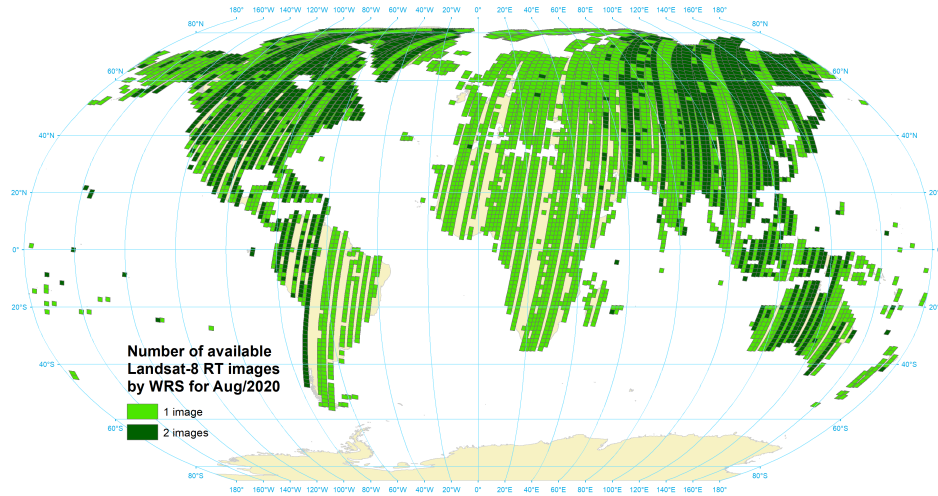 180° 160°W 140°W 120°W 100°W 80°W 60°W 40°W 20°W 0° 20°E 40°E 60°E 80°E 100°E 120°E 140°E 160°E 180°
80°N 80°N
60°N 60°N
40°N 40°N
20°N 20°N
0° 0°
20°S 20°S
40°S 40°S
Number of available
Landsat-8 RT images
by WRS for Aug/2020
1 image
2 images
60°S 60°S
80°S 80°S
180° 160°W 140°W 120°W 100°W 80°W 60°W 40°W 20°W 0° 20°E 40°E 60°E 80°E 100°E 120°E 140°E 160°E 180°